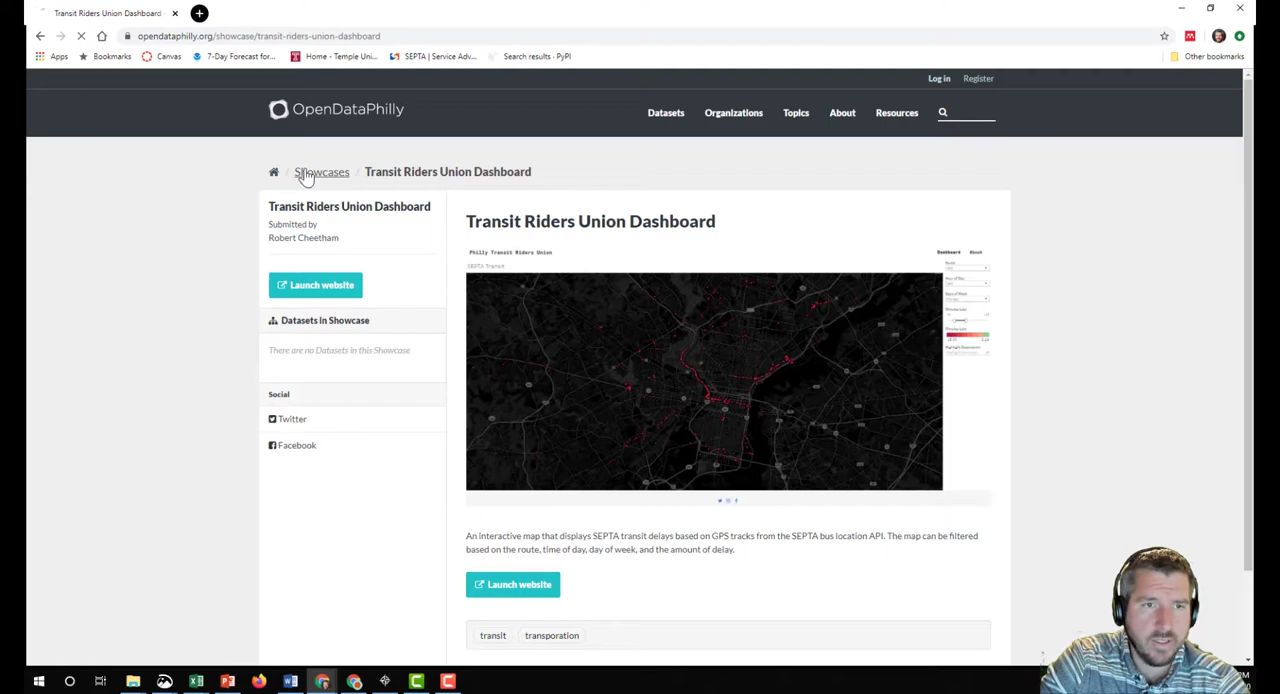 Transit Riders Union Dashboard
opendataphilly.org/showcase/transit-riders-union-dashboard
Apps
Bookmarks
Canvas
7-Day Forecast for...
Home - Temple Uni...
SEPTA | Service Adv...
Search results · PyPI
Other bookmarks
Log in
Register
OpenDataPhilly
Datasets
Organizations
Topics
About
Resources
/ Showcases / Transit Riders Union Dashboard
Transit Riders Union Dashboard
Submitted by
Robert Cheetham
Launch website
Datasets in Showcase
There are no Datasets in this Showcase
Social
Twitter
Facebook
Transit Riders Union Dashboard
Philly Transit Riders Union
Dashboard
About
SEPTA Transit
An interactive map that displays SEPTA transit delays based on GPS tracks from the SEPTA bus location API. The map can be filtered
based on the route, time of day, day of week, and the amount of delay.
Launch website
transit
transporation